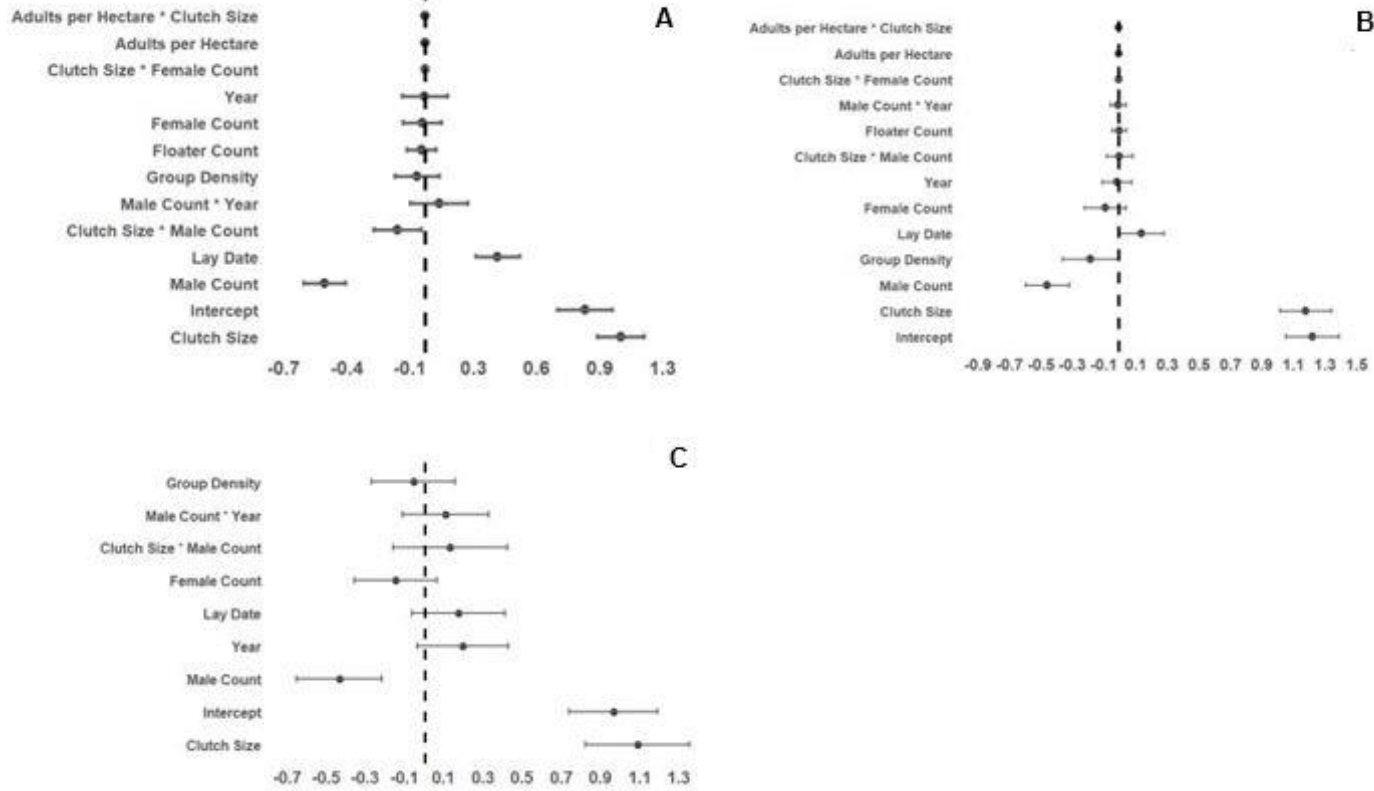 A
Adults per Hectare * Clutch Size
Adults per Hectare
Clutch Size * Female Count
Year
Female Count
Floater Count
Group Density
Male Count * Year
Clutch Size * Male Count
Lay Date
Male Count
Intercept
Clutch Size
-0.7 -0.4 -0.1 0.3 0.6 0.9 1.3
B
Adults per Hectare * Clutch Size
Adults per Hectare
Clutch Size * Female Count
Male Count * Year
Floater Count
Clutch Size * Male Count
Year
Female Count
Lay Date
Group Density
Male Count
Clutch Size
Intercept
-0.9 -0.7 -0.5 -0.3 -0.1 0.1 0.3 0.5 0.7 0.9 1.1 1.3 1.5
C
Group Density
Male Count * Year
Clutch Size * Male Count
Female Count
Lay Date
Year
Male Count
Intercept
Clutch Size
-0.7 -0.5 -0.3 -0.1 0.1 0.3 0.5 0.7 0.9 1.1 1.3